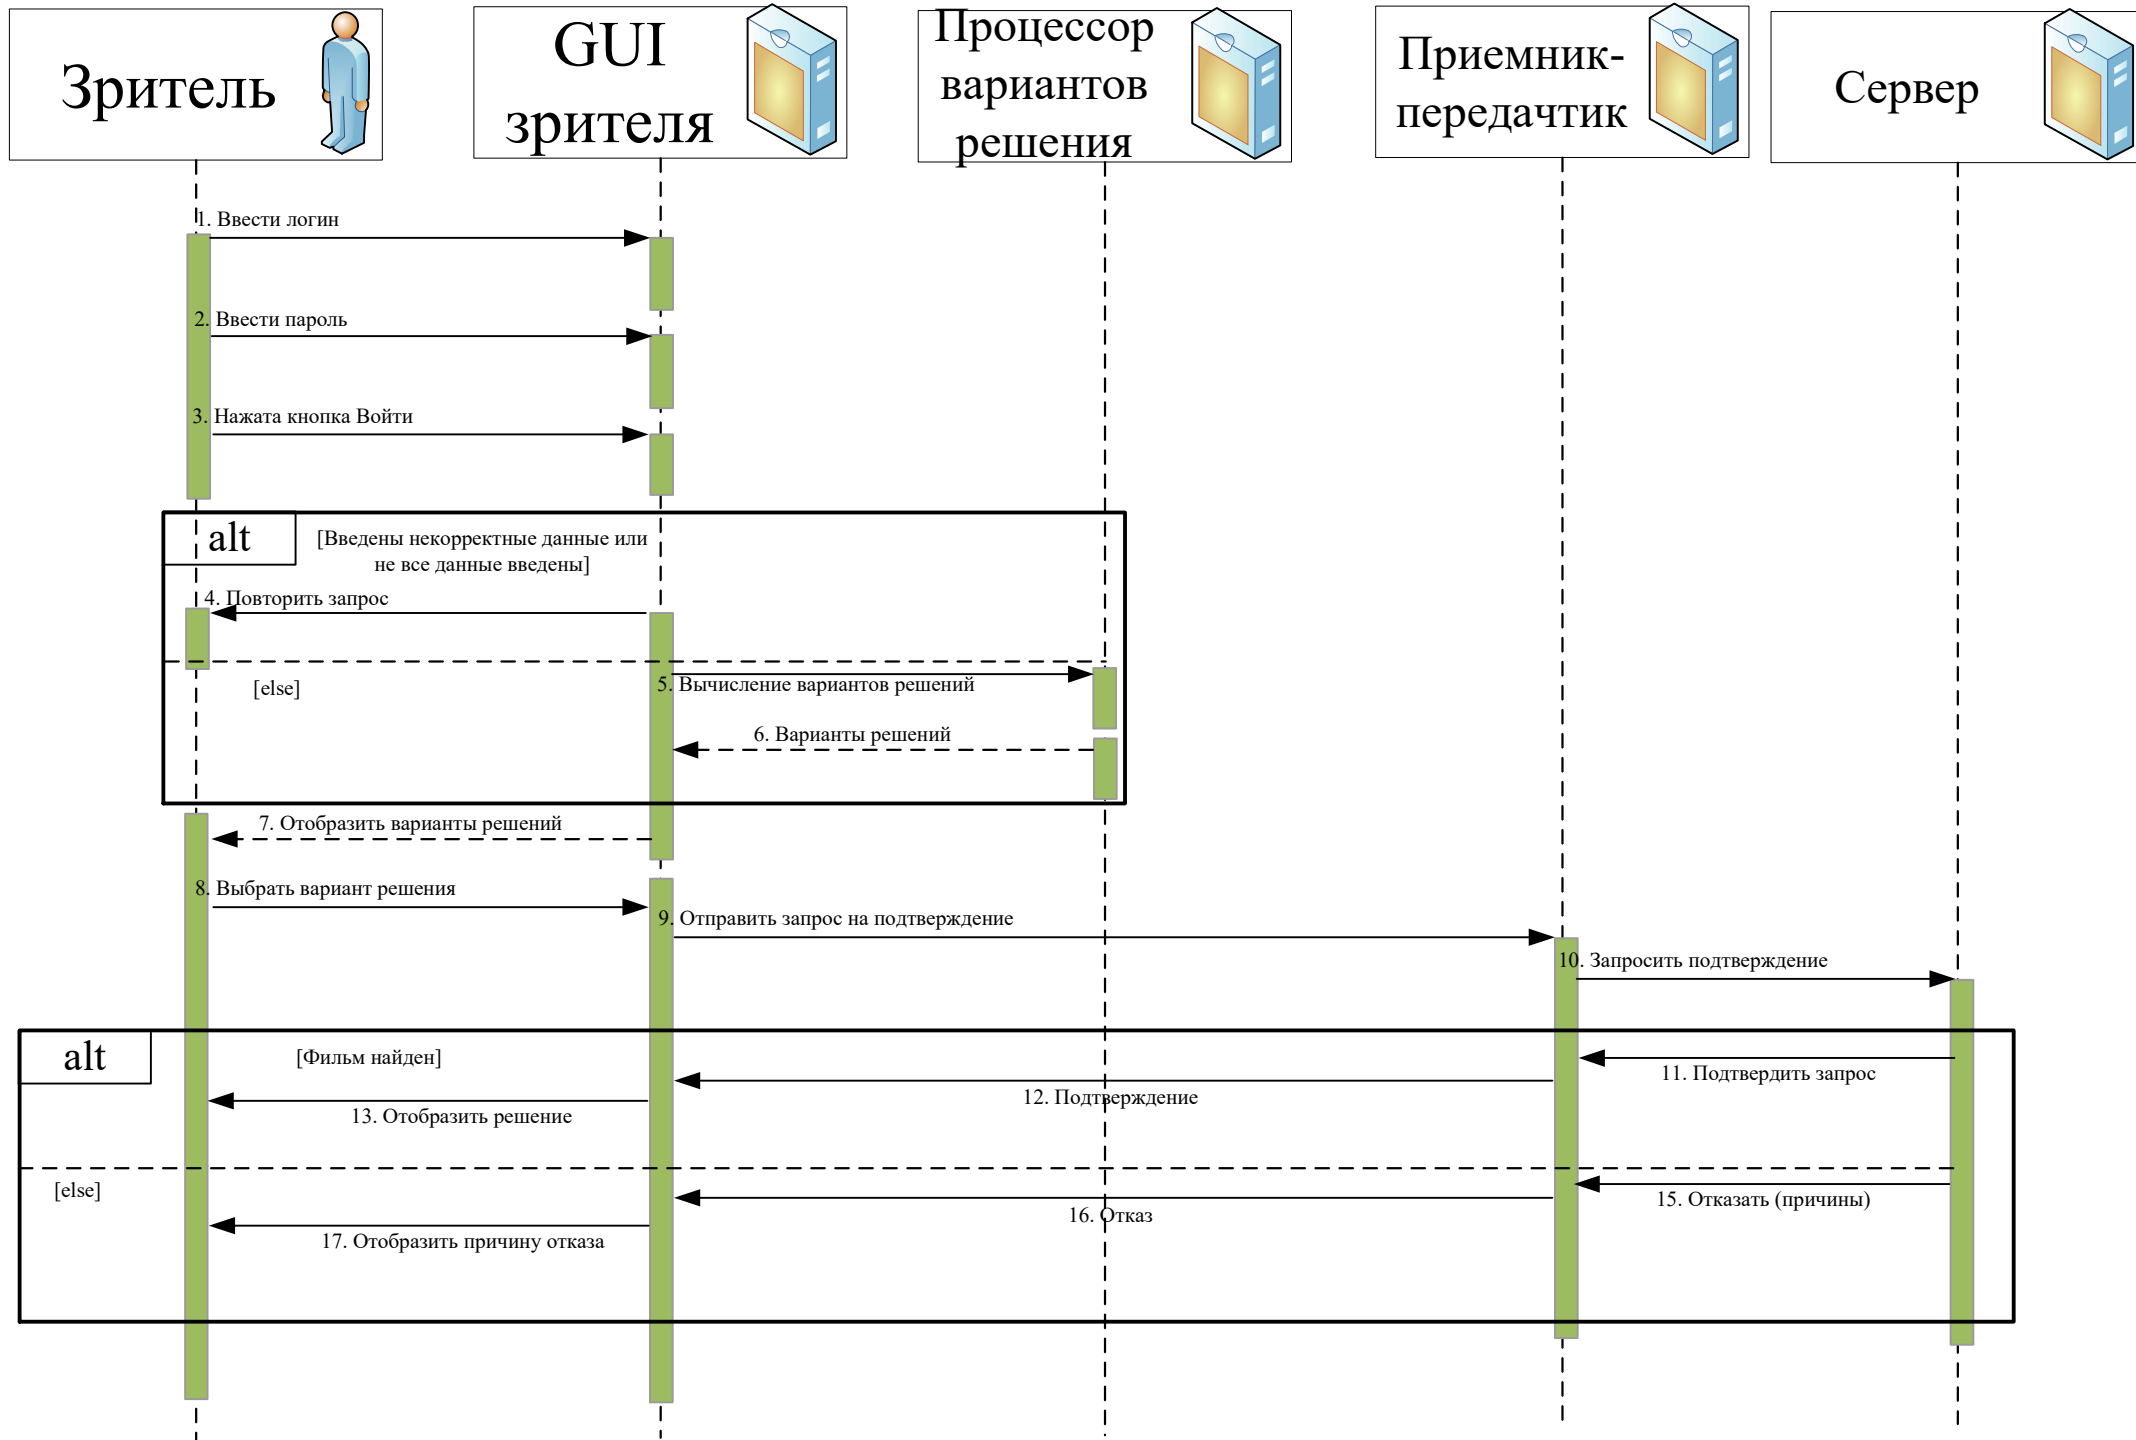 Зритель
GUI
зрителя
Процессор
вариантов
решения
Приемник-
передачтик
Сервер
1. Ввести логин
2. Ввести пароль
3. Нажата кнопка Войти
alt
[Введены некорректные данные или
не все данные введены]
4. Повторить запрос
[else]
5. Вычисление вариантов решений
6. Варианты решений
7. Отобразить варианты решений
8. Выбрать вариант решения
9. Отправить запрос на подтверждение
10. Запросить подтверждение
alt
[Фильм найден]
11. Подтвердить запрос
12. Подтверждение
13. Отобразить решение
[else]
15. Отказать (причины)
16. Отказ
17. Отобразить причину отказа